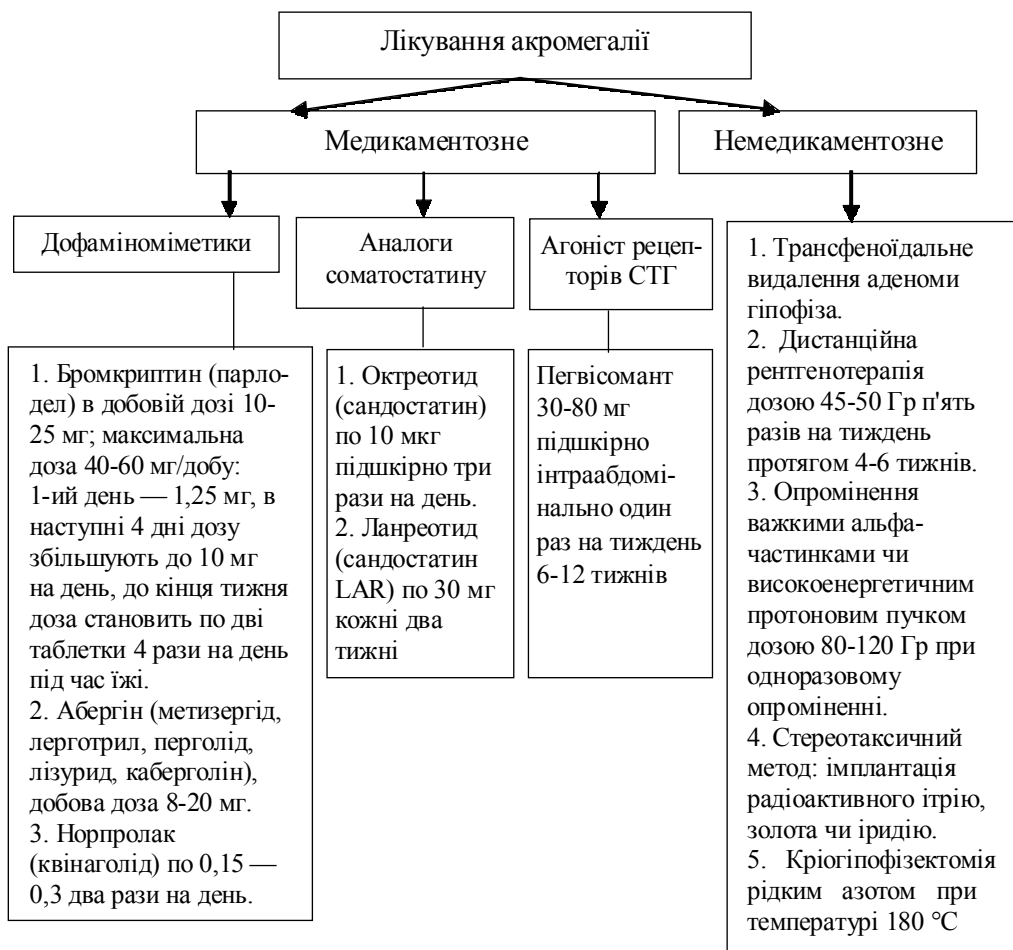 Лікування акромегалії
Медикаментозне
Немедикаментозне
Дофаміноміметики
Аналоги
соматостатину
Агоніст рецеп-
торів СТГ
1. Бромкриптин (парло-
дел) в добовій дозі 10-
25 мг; максимальна
доза 40-60 мг/добу:
1-ий день — 1,25 мг, в
наступні 4 дні дозу
збільшують до 10 мг
на день, до кінця тижня
доза становить по дві
таблетки 4 рази на день
під час їжі.
2. Абергін (метизергід,
лерготрил, перголід,
лізурид, каберголін),
добова доза 8-20 мг.
3. Норпролак
(квінаголід) по 0,15 —
0,3 два рази на день.
1. Октреотид
(сандостатин)
по 10 мкг
підшкірно три
рази на день.
2. Ланреотид
(сандостатин
LAR) по 30 мг
кожні два
тижні
Пегвісомант
30-80 мг
підшкірно
інтраабдомі-
нально один
раз на тиждень
6-12 тижнів
1. Трансфеноїдальне
видалення аденоми
гіпофіза.
2. Дистанційна
рентгенотерапія
дозою 45-50 Гр п'ять
разів на тиждень
протягом 4-6 тижнів.
3. Опромінення
важкими альфа-
частинками чи
високоенергетичним
протоновим пучком
дозою 80-120 Гр при
одноразовому
опроміненні.
4. Стереотаксичний
метод: імплантація
радіоактивного ітрію,
золота чи іридію.
5. Кріогіпофізектомія
рідким азотом при
температурі 180 °C